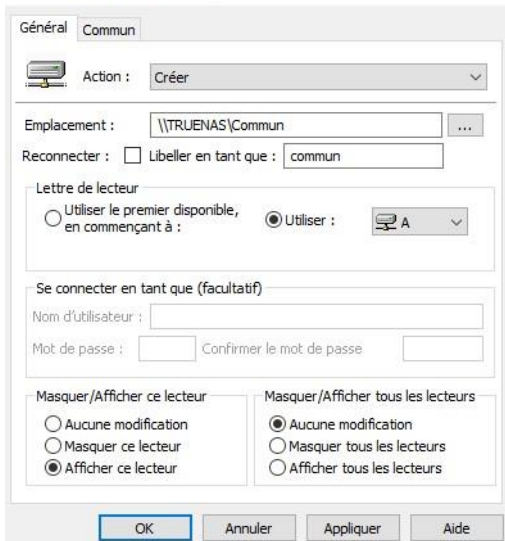 Général Commun
Action : Créer
Emplacement : \\TRUENAS\Commun ...
Reconnecter : Libeller en tant que : commun
Lettre de lecteur
Utiliser le premier disponible,
en commençant à :
Utiliser : A
Se connecter en tant que (facultatif)
Nom d'utilisateur :
Mot de passe : Confirmer le mot de passe
Masquer/Afficher ce lecteur
Aucune modification
Masquer ce lecteur
Afficher ce lecteur
Masquer/Afficher tous les lecteurs
Aucune modification
Masquer tous les lecteurs
Afficher tous les lecteurs
OK Annuler Appliquer Aide